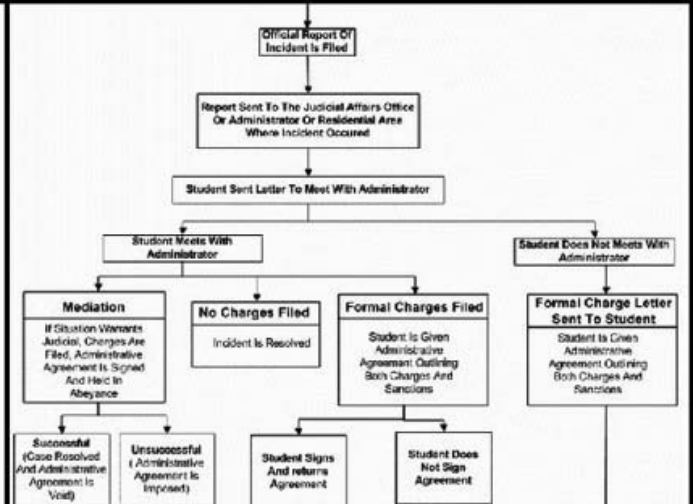 Official Report Of
Incident Is Filed
Report Sent To The Judicial Affairs Office
Or Administrator Or Residential Area
Where Incident Occured
Student Sent Letter To Meet With Administrator
Student Meets With
Administrator
Student Does Not Meets With
Administrator
Mediation
If Situation Warrants
Judicial, Charges Are
Filed, Administrative
Agreement Is Signed
And Held In
Abeyance
No Charges Filed
Incident Is Resolved
Formal Charges Filed
Student Is Given
Administrative
Agreement Outlining
Both Charges And
Sanctions
Formal Charge Letter
Sent To Student
Student Is Given
Administrative
Agreement Outlining
Both Charges And
Sanctions
Successful
(Case Resolved
And Administrative
Agreement Is
Void)
Unsuccessful
( Administrative
Agreement Is
Imposed)
Student Signs
And returns
Agreement
Student Does
Not Sign
Agreement